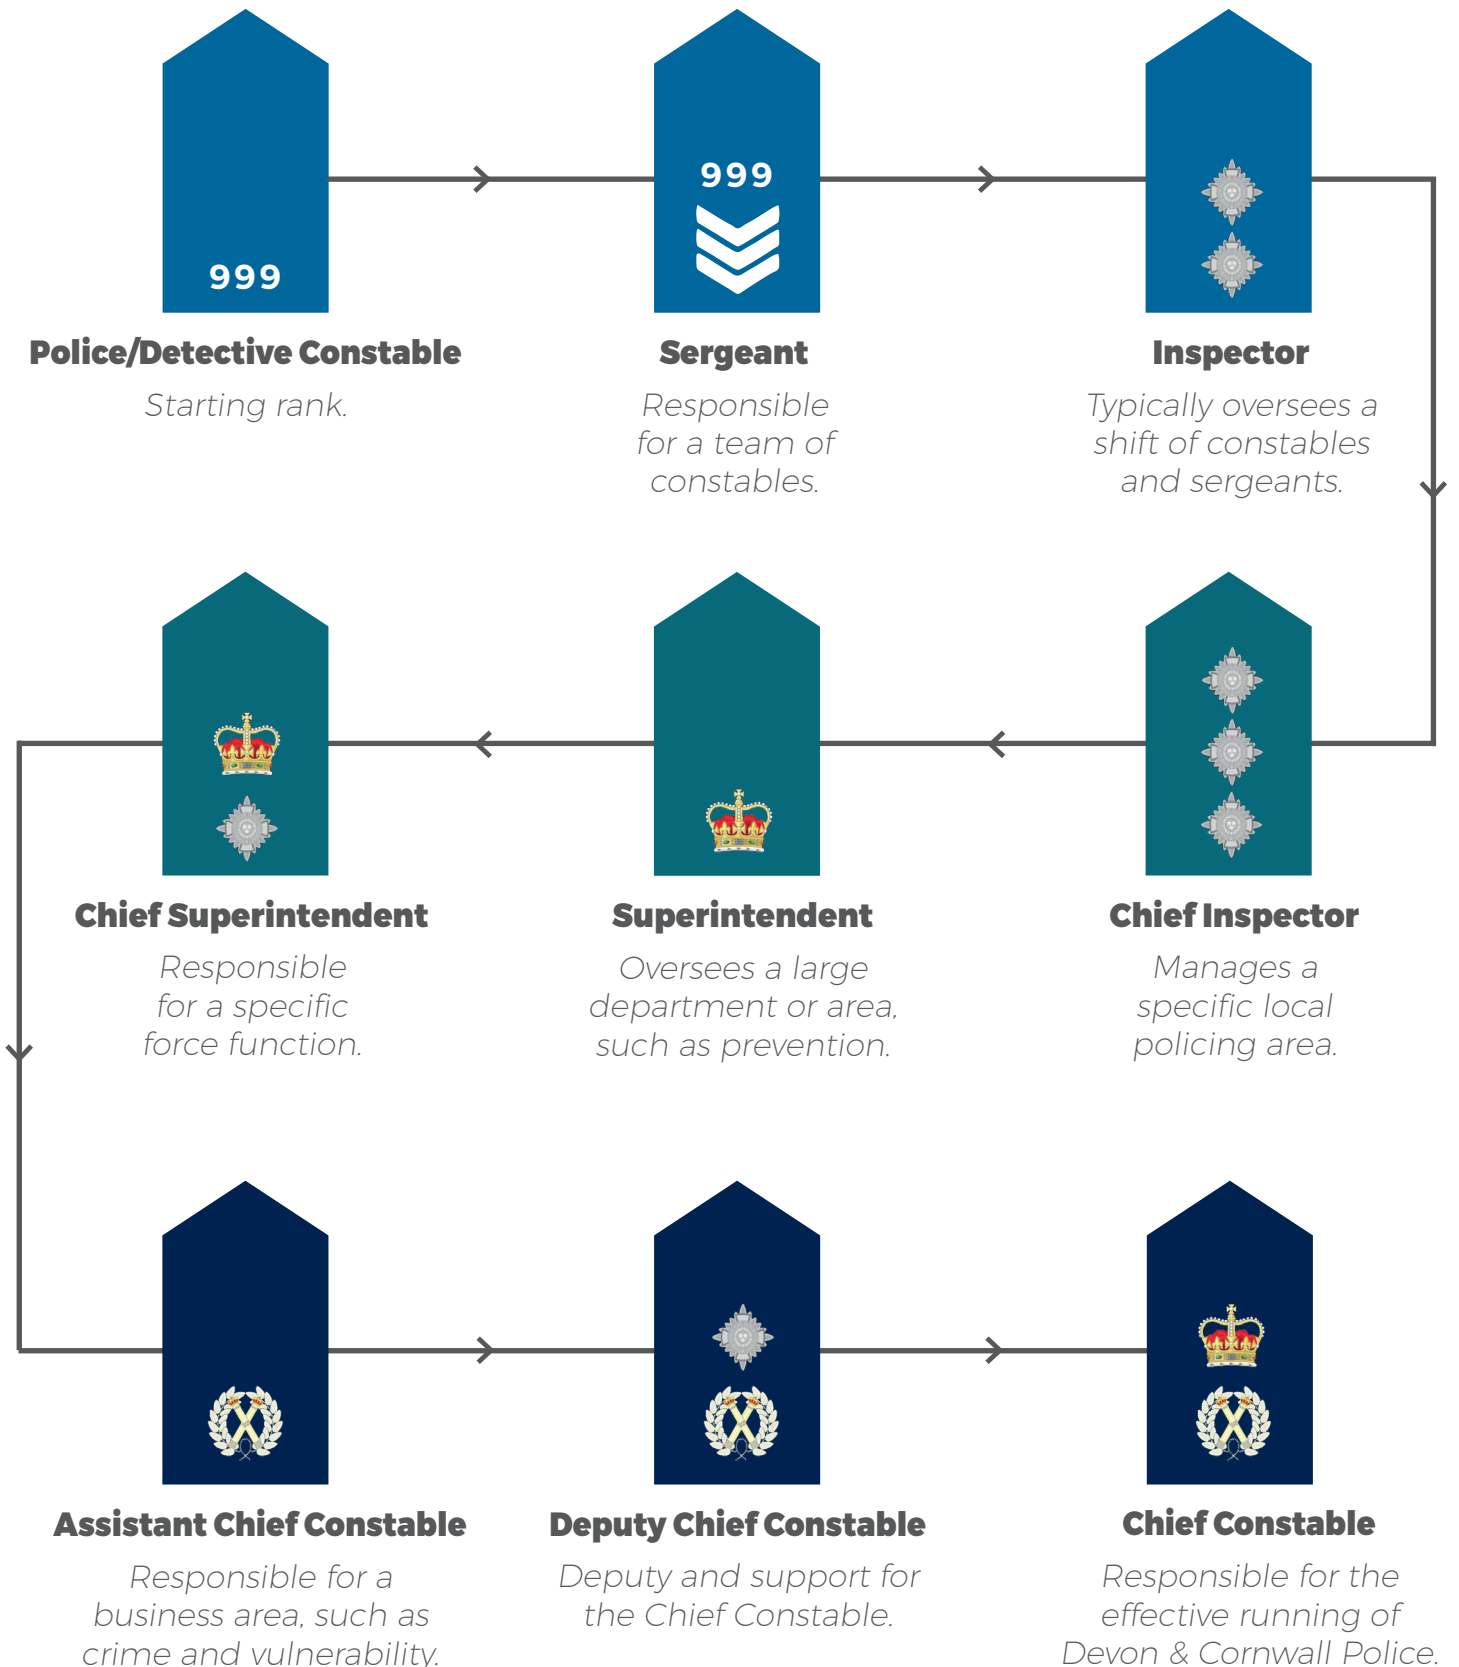 999
Police/Detective Constable
Starting rank.
999
Sergeant
Responsible
for a team of
constables.
Inspector
Typically oversees a
shift of constables
and sergeants.
Chief Superintendent
Responsible
for a specific
force function.
Superintendent
Oversees a large
department or area,
such as prevention.
Chief Inspector
Manages a
specific local
policing area.
Assistant Chief Constable
Responsible for a
business area, such as
crime and vulnerability.
Deputy Chief Constable
Deputy and support for
the Chief Constable.
Chief Constable
Responsible for the
effective running of
Devon & Cornwall Police.